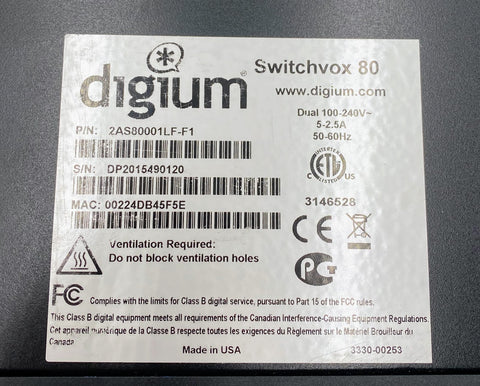 digium®
Switchvox 80
www.digium.com
P/N: 2AS80001LF-F1
Dual 100-240V~
5-2.5A
50-60Hz
S/N: DP2015490120
ETL
C US
MAC: 00224DB45F5E
3146528
CE
Ventilation Required:
Do not block ventilation holes
FC Complies with the limits for Class B digital service, pursuant to Part 15 of the FCC rules.
This Class B digital equipment meets all requirements of the Canadian Interference-Causing Equipment Regulations.
Cet appareil numérique de la Classe B respecte toutes les exigences du Règlement sur le Matériel Brouilleur du
Canada
Made in USA
3330-00253